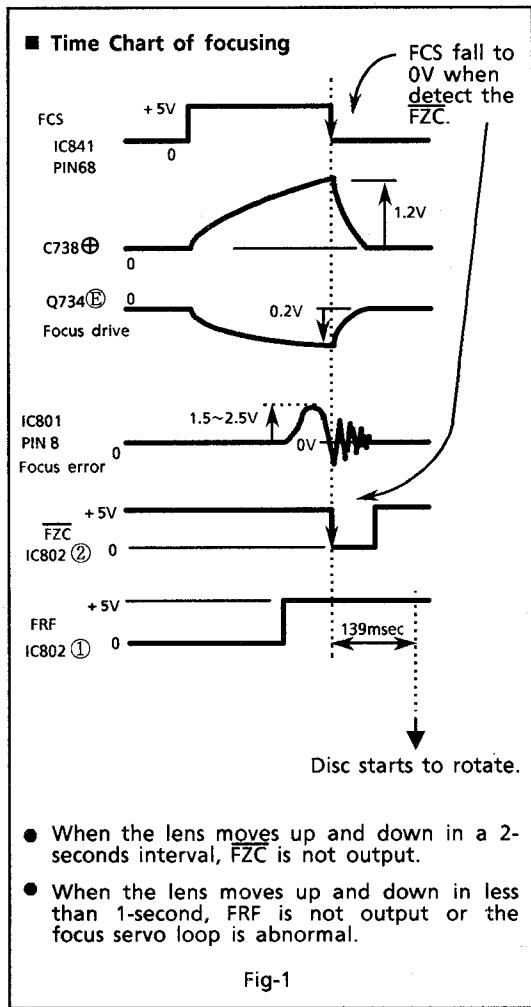 ■ Time Chart of focusing
FCS fall to
0V when
detect the
F̅Z̅C̅.
FCS
+5V
IC841
PIN68
0
1.2V
C738⊕
0
Q734Ⓔ
0
0.2V
Focus drive
IC801
PIN 8
1.5~2.5V
0
0V
Focus error
+5V
F̅Z̅C̅
IC802 ②
0
+5V
FRF
IC802 ①
0
139msec
Disc starts to rotate.
● When the lens moves up and down in a 2-
seconds interval, F̅Z̅C̅ is not output.
● When the lens moves up and down in less
than 1-second, FRF is not output or the
focus servo loop is abnormal.
Fig-1